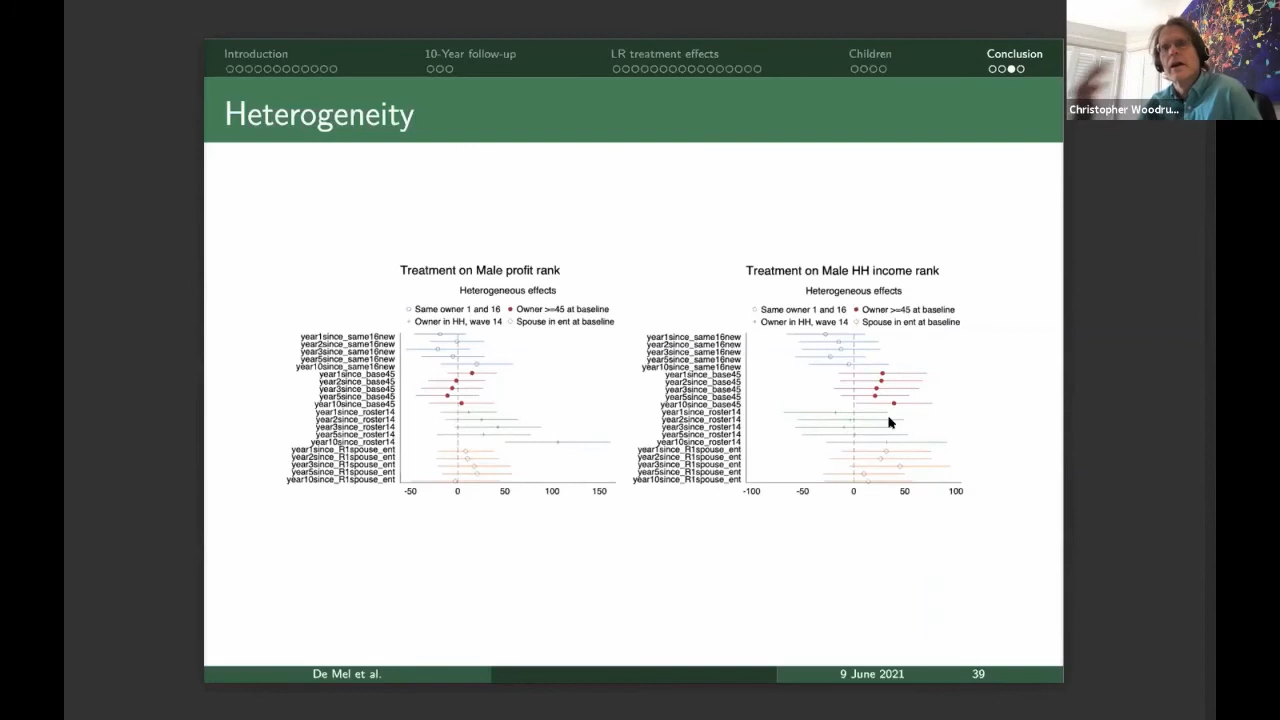 Introduction 10-Year follow-up LR treatment effects Children Conclusion
Christopher Woodru...
Heterogeneity
Treatment on Male profit rank
Heterogeneous effects
Same owner 1 and 16 Owner >=45 at baseline
Owner in HH, wave 14 Spouse in ent at baseline
year1since_same16new
year2since_same16new
year3since_same16new
year5since_same16new
year10since_same16new
year1since_base45
year2since_base45
year3since_base45
year5since_base45
year10since_base45
year1since_roster14
year2since_roster14
year3since_roster14
year5since_roster14
year10since_roster14
year1since_R1spouse_ent
year2since_R1spouse_ent
year3since_R1spouse_ent
year5since_R1spouse_ent
year10since_R1spouse_ent
-50 0 50 100 150
Treatment on Male HH income rank
Heterogeneous effects
Same owner 1 and 16 Owner >=45 at baseline
Owner in HH, wave 14 Spouse in ent at baseline
year1since_same16new
year2since_same16new
year3since_same16new
year5since_same16new
year10since_same16new
year1since_base45
year2since_base45
year3since_base45
year5since_base45
year10since_base45
year1since_roster14
year2since_roster14
year3since_roster14
year5since_roster14
year10since_roster14
year1since_R1spouse_ent
year2since_R1spouse_ent
year3since_R1spouse_ent
year5since_R1spouse_ent
year10since_R1spouse_ent
-100 -50 0 50 100
De Mel et al. 9 June 2021 39